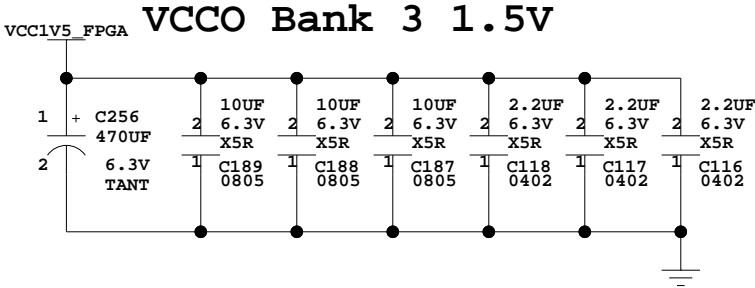 VCCO Bank 3 1.5V
VCC1V5_FPGA
1 + C256
470UF
2 6.3V
TANT
10UF
2 6.3V
X5R
1 C189
0805
10UF
2 6.3V
X5R
1 C188
0805
10UF
2 6.3V
X5R
1 C187
0805
2.2UF
2 6.3V
X5R
1 C118
0402
2.2UF
2 6.3V
X5R
1 C117
0402
2.2UF
2 6.3V
X5R
1 C116
0402